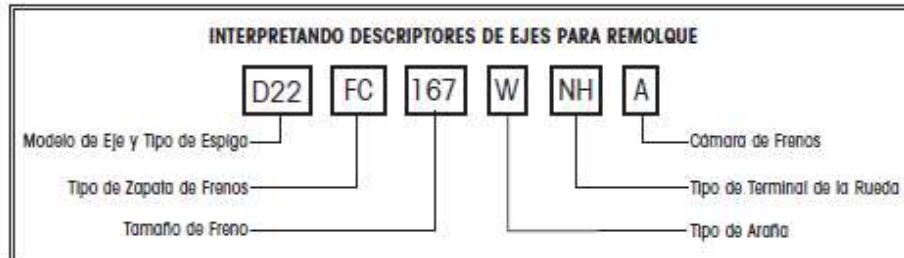 INTERPRETANDO DESCRIPTORES DE EJES PARA REMOLQUE
D22 FC 167 W NH A
Modelo de Eje y Tipo de Espiga
Cámara de Frenos
Tipo de Zapata de Frenos
Tipo de Terminal de la Rueda
Tamaño de Freno
Tipo de Araña